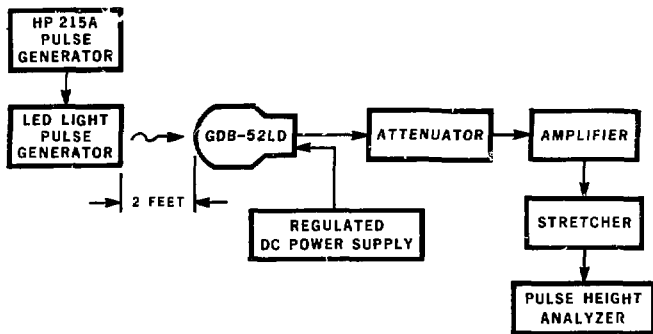 HP 215A
PULSE
GENERATOR
LED LIGHT
PULSE
GENERATOR
GDB-52LD
ATTENUATOR
AMPLIFIER
2 FEET
REGULATED
DC POWER SUPPLY
STRETCHER
PULSE HEIGHT
ANALYZER